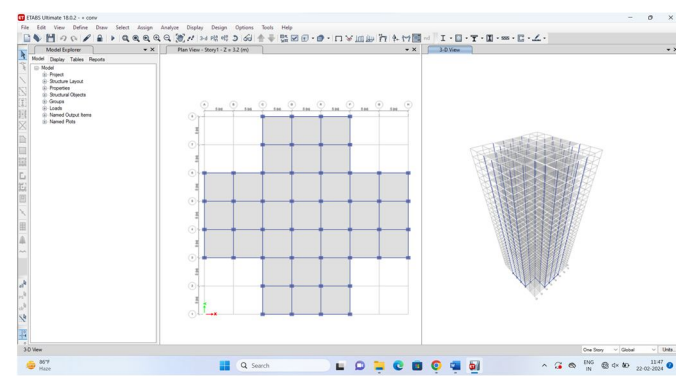 ETABS Ultimate 18.0.2 - + conv
File Edit View Define Draw Select Assign Analyze Display Design Options Tools Help
Model Explorer
Plan View - Story1 - Z = 3.2 (m)
3-D View
Model Display Tables Reports
Model
Project
Structure Layout
Properties
Structural Objects
Groups
Loads
Named Output Items
Named Plots
Y
X
3-D View
One Story Global Units...
86°F
Haze
Search
ENG
IN
11:47
22-02-2024